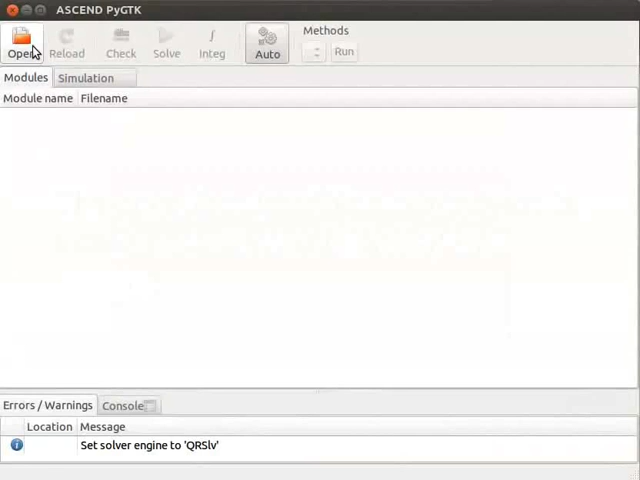 ASCEND PyGTK
Open Reload Check Solve Integ Auto Methods Run
Modules Simulation
Module name Filename
Errors / Warnings Console
Location Message
Set solver engine to 'QRSlv'